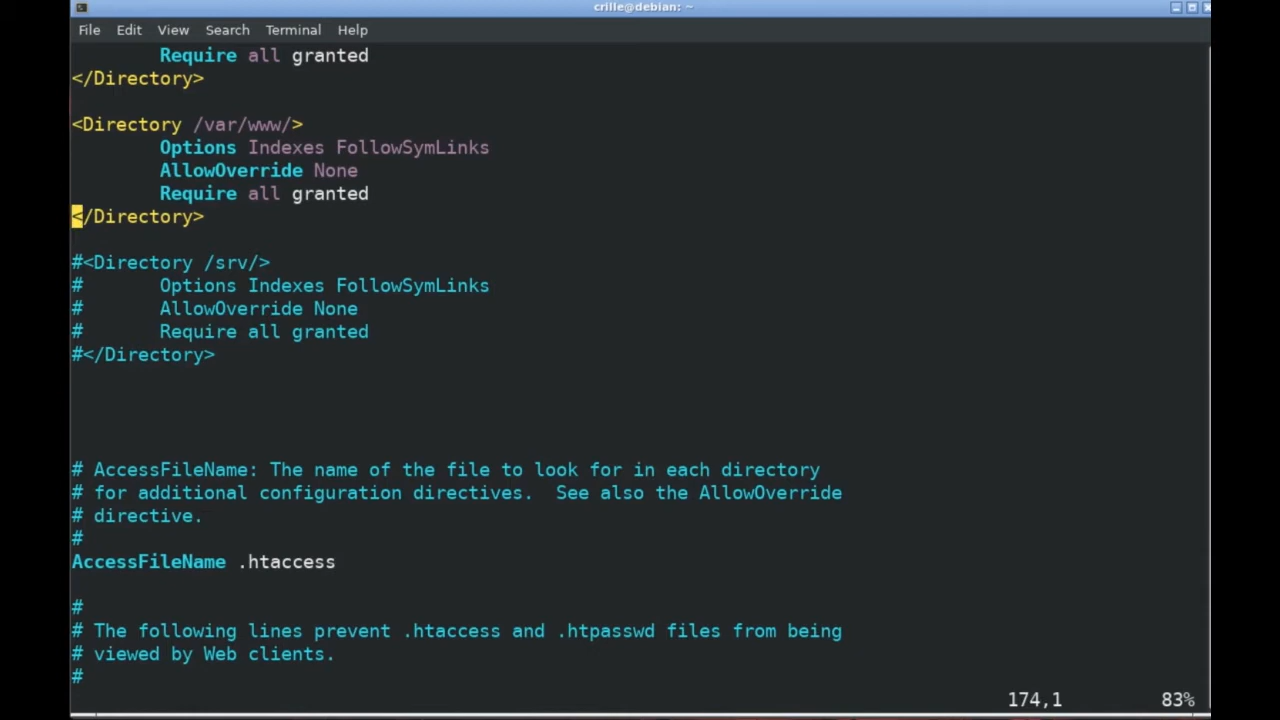 crille@debian: ~
File Edit View Search Terminal Help
        Require all granted
</Directory>
<Directory /var/www/>
        Options Indexes FollowSymLinks
        AllowOverride None
        Require all granted
</Directory>
#<Directory /srv/>
#       Options Indexes FollowSymLinks
#       AllowOverride None
#       Require all granted
#</Directory>
# AccessFileName: The name of the file to look for in each directory
# for additional configuration directives.  See also the AllowOverride
# directive.
#
AccessFileName .htaccess
#
# The following lines prevent .htaccess and .htpasswd files from being
# viewed by Web clients.
#
174,1 83%